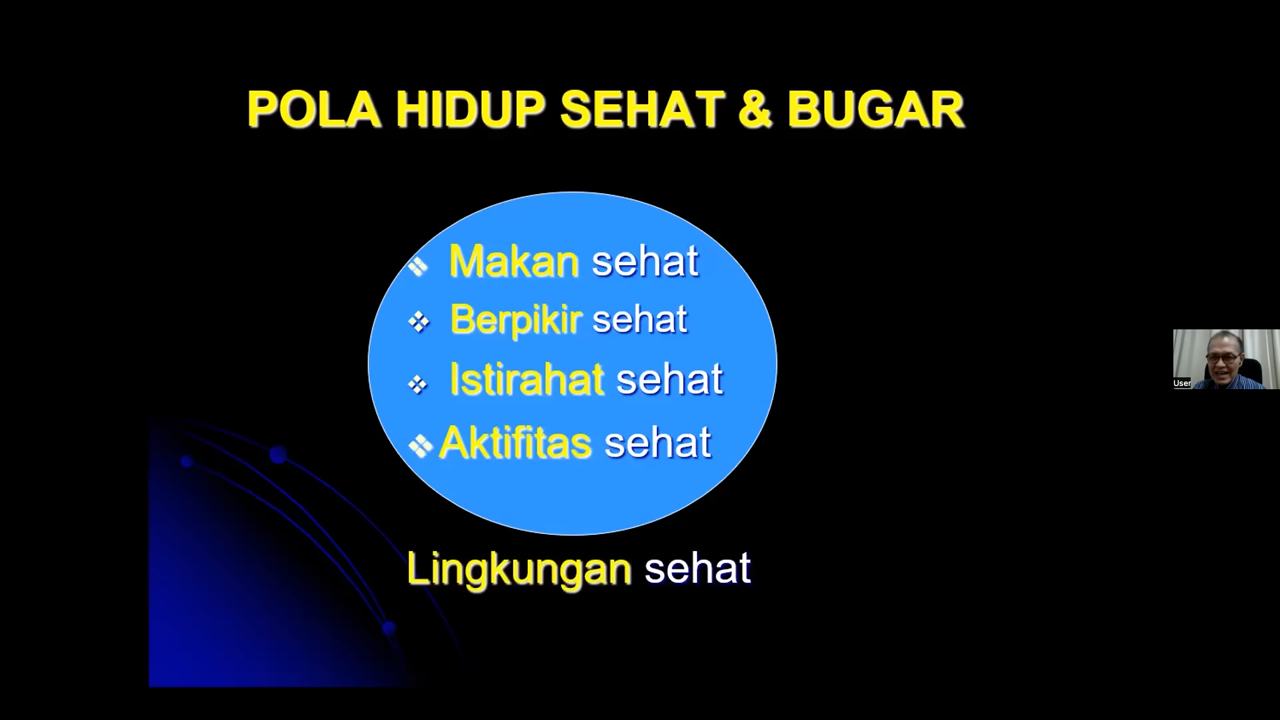 POLA HIDUP SEHAT & BUGAR
Makan sehat
Berpikir sehat
Istirahat sehat
Aktifitas sehat
Lingkungan sehat
User